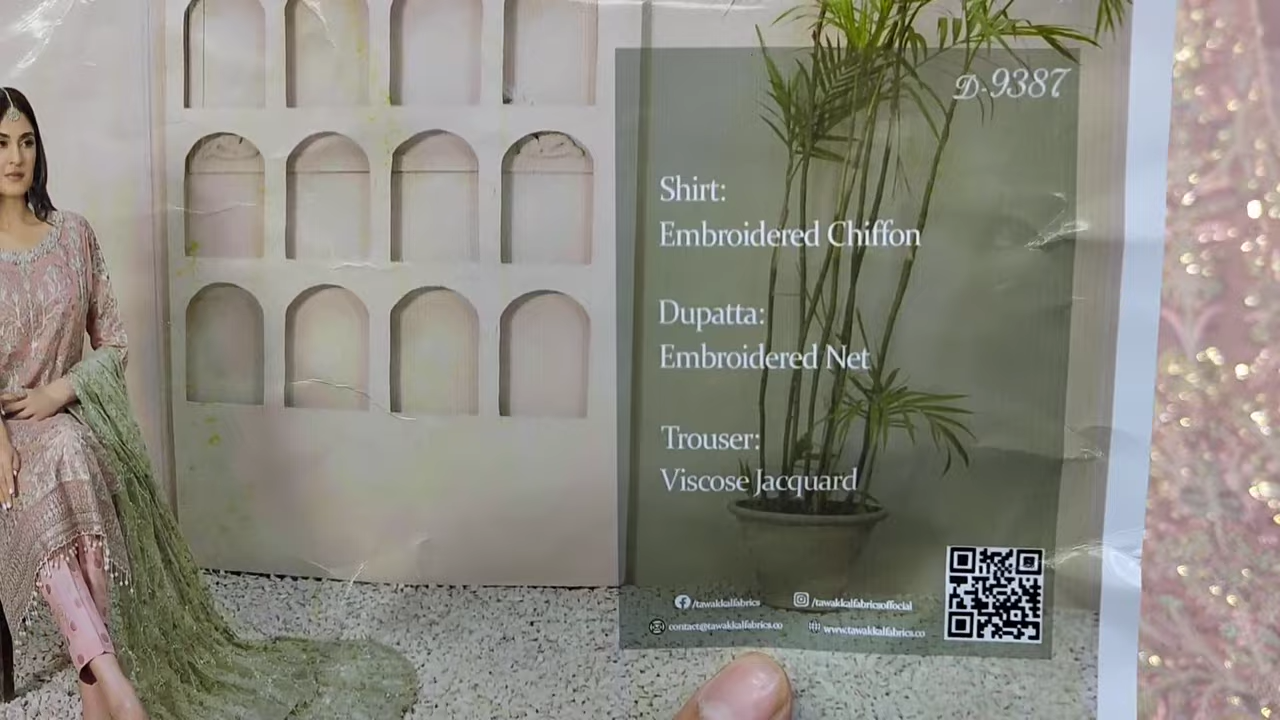 D-9387
Shirt:
Embroidered Chiffon
Dupatta:
Embroidered Net
Trouser:
Viscose Jacquard
/tawakkalfabrics
/tawakkalfabricsofficial
contact@tawakkalfabrics.co
www.tawakkalfabrics.co